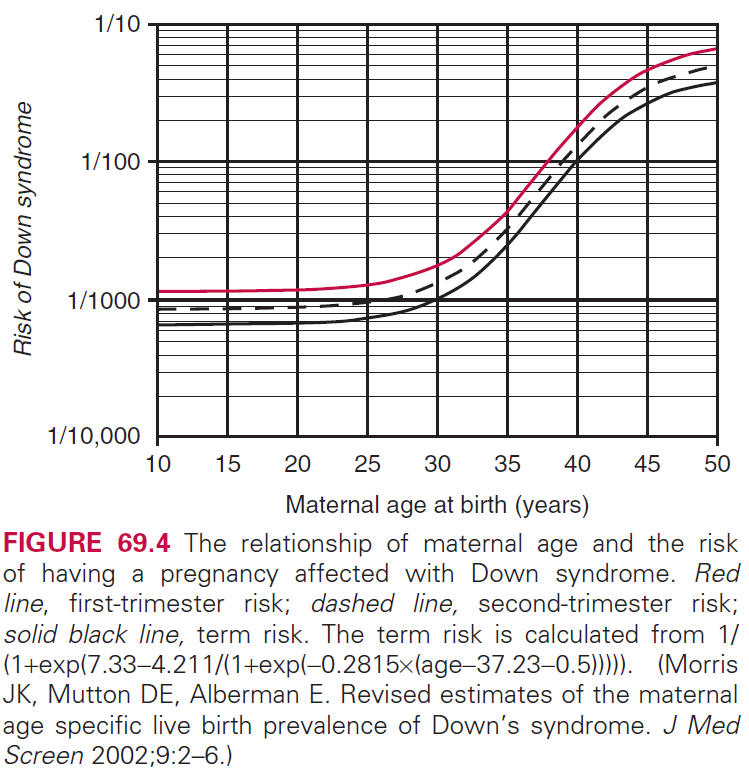 1/10
1/100
1/1000
1/10,000
Risk of Down syndrome
10 15 20 25 30 35 40 45 50
Maternal age at birth (years)
FIGURE 69.4 The relationship of maternal age and the risk
of having a pregnancy affected with Down syndrome. Red
line, first-trimester risk; dashed line, second-trimester risk;
solid black line, term risk. The term risk is calculated from 1/
(1+exp(7.33–4.211/(1+exp(–0.2815×(age–37.23–0.5))))). (Morris
JK, Mutton DE, Alberman E. Revised estimates of the maternal
age specific live birth prevalence of Down's syndrome. J Med
Screen 2002;9:2–6.)